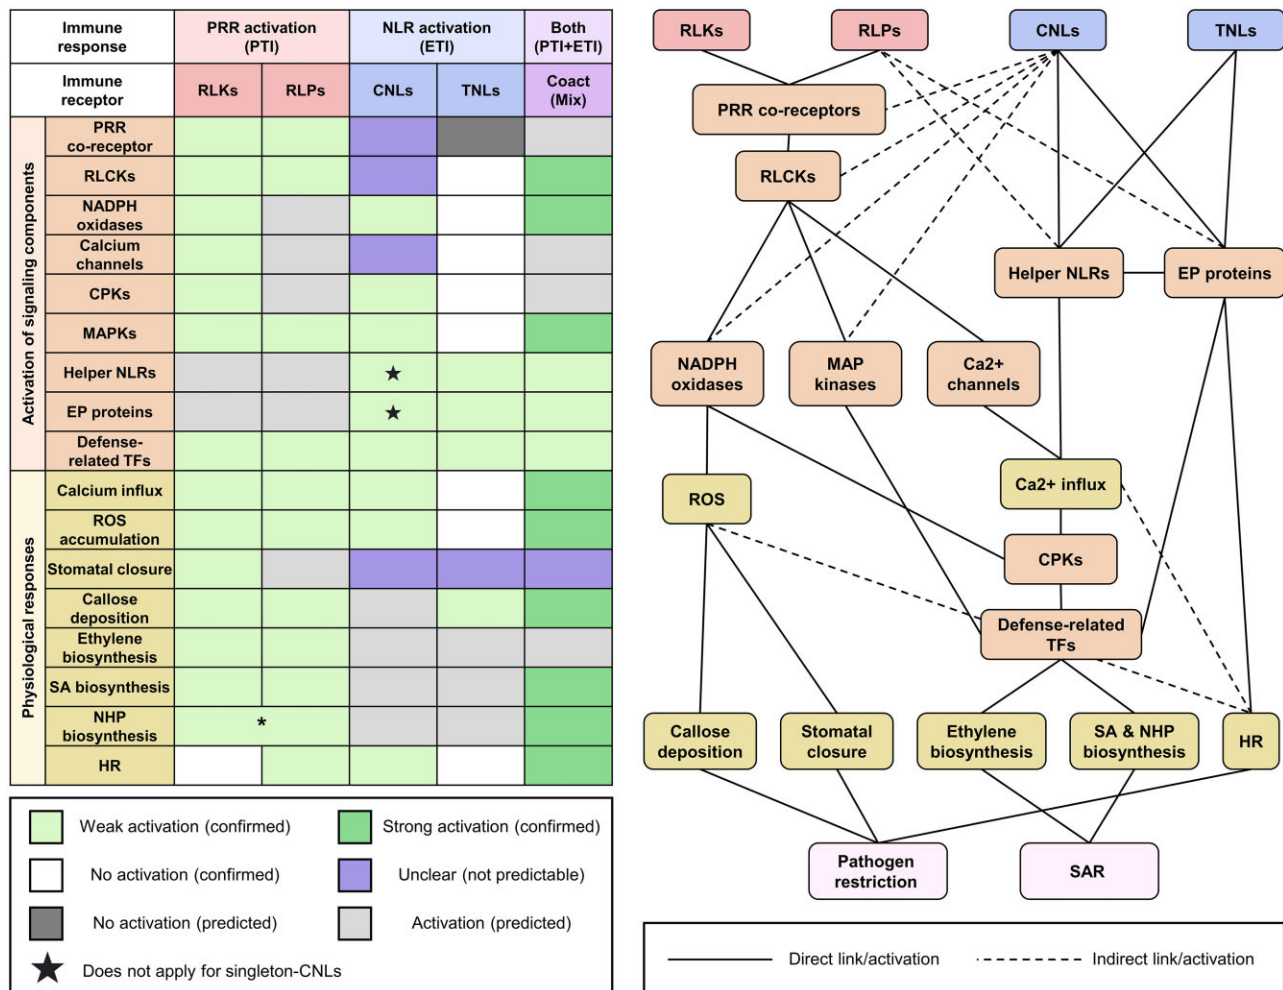 Immune
response
PRR activation
(PTI)
NLR activation
(ETI)
Both
(PTI+ETI)
Immune
receptor
RLKs
RLPs
CNLs
TNLs
Coact
(Mix)
Activation of signaling components
PRR
co-receptor
RLCKs
NADPH
oxidases
Calcium
channels
CPKs
MAPKs
Helper NLRs
★
EP proteins
★
Defense-
related TFs
Physiological responses
Calcium influx
ROS
accumulation
Stomatal closure
Callose
deposition
Ethylene
biosynthesis
SA biosynthesis
NHP
biosynthesis
*
HR
Weak activation (confirmed)
Strong activation (confirmed)
No activation (confirmed)
Unclear (not predictable)
No activation (predicted)
Activation (predicted)
★ Does not apply for singleton-CNLs
RLKs
RLPs
CNLs
TNLs
PRR co-receptors
RLCKs
Helper NLRs
EP proteins
NADPH
oxidases
MAP
kinases
Ca2+
channels
ROS
Ca2+ influx
CPKs
Defense-related
TFs
Callose
deposition
Stomatal
closure
Ethylene
biosynthesis
SA & NHP
biosynthesis
HR
Pathogen
restriction
SAR
Direct link/activation
Indirect link/activation